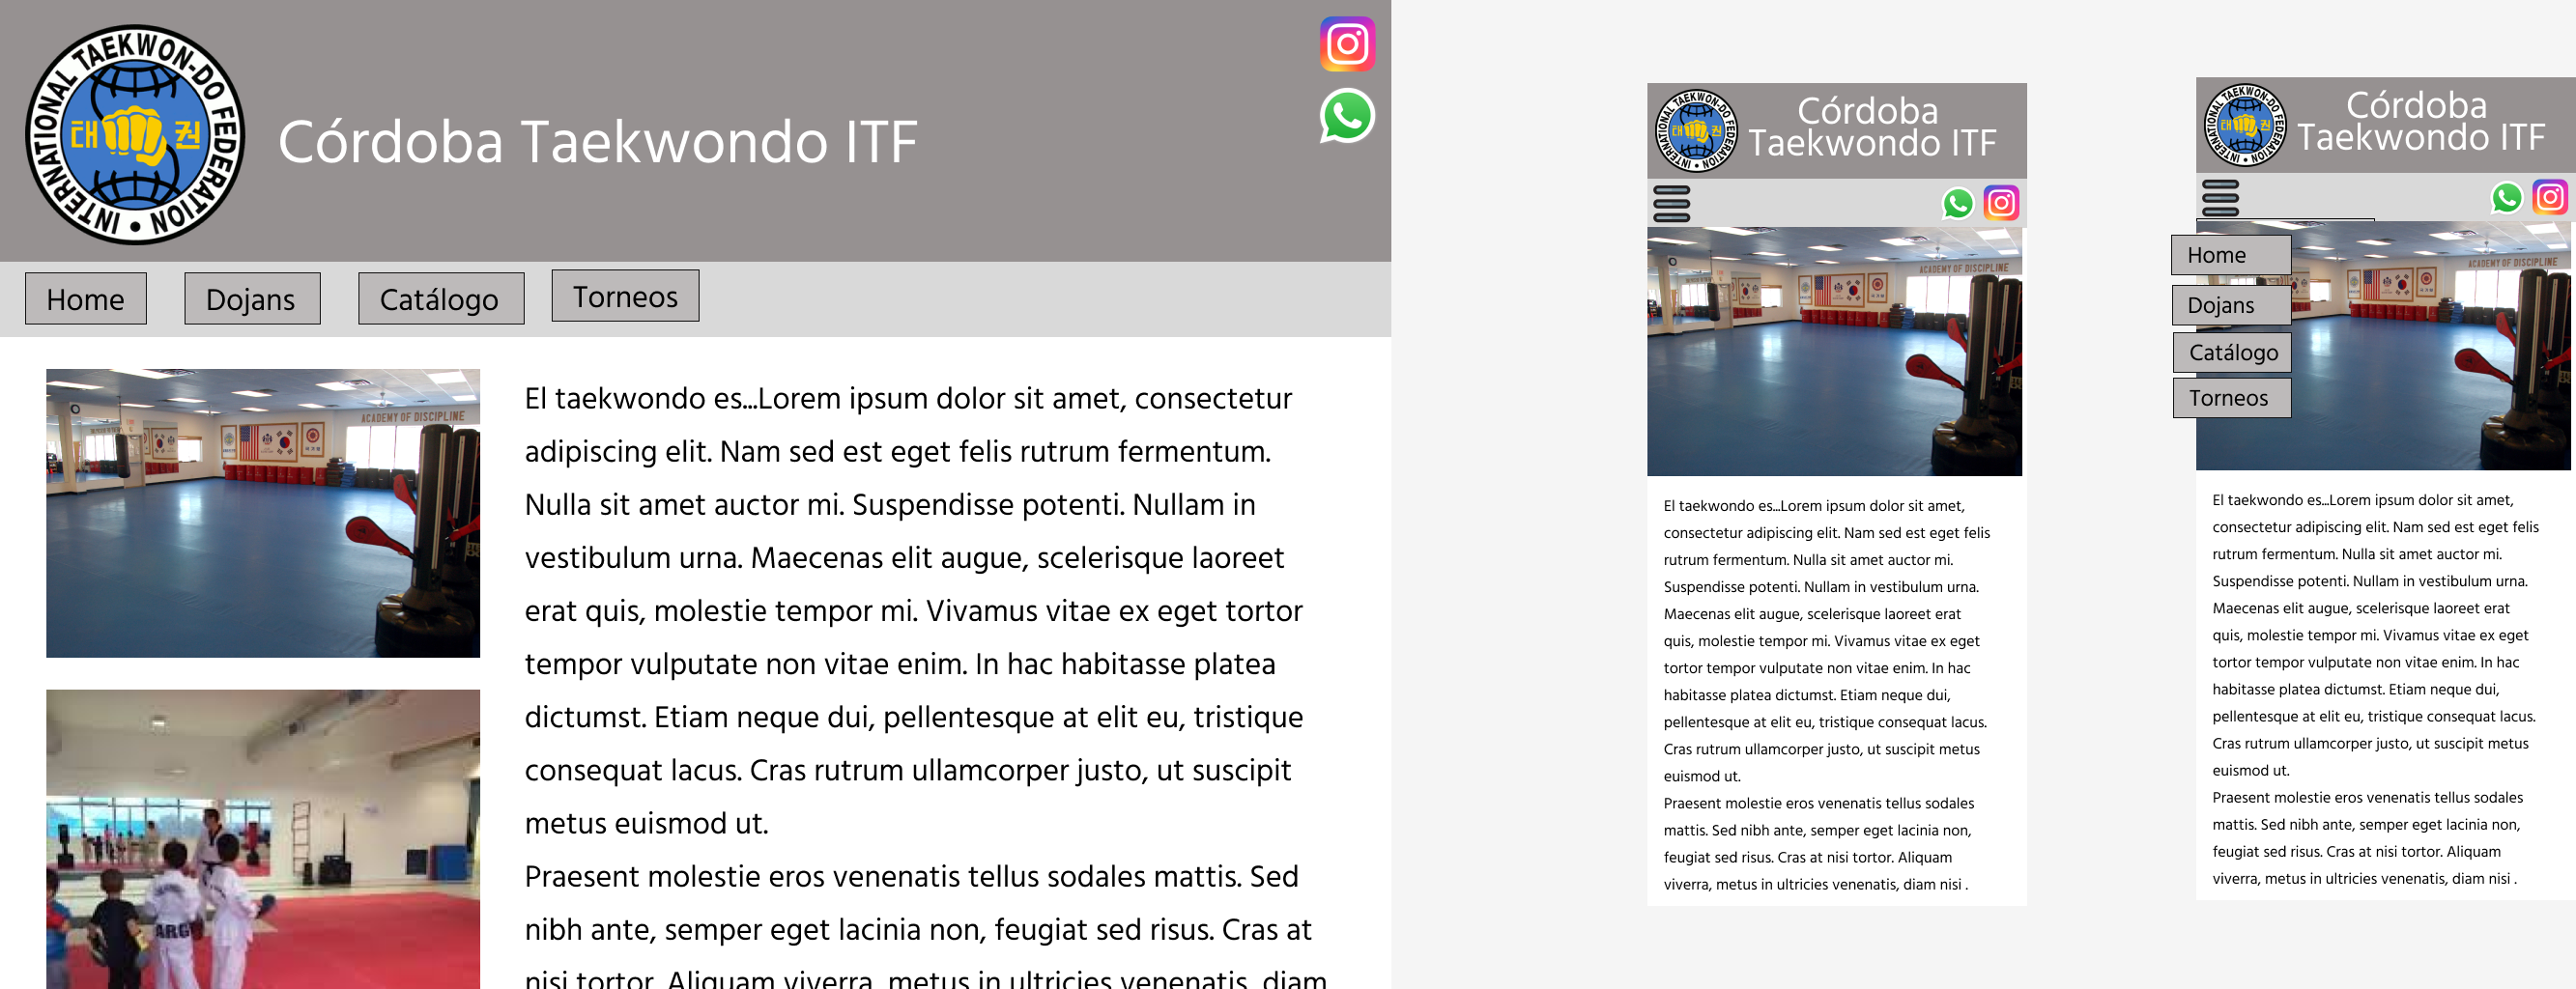 INTERNATIONAL TAEKWON-DO FEDERATION
태 권
Córdoba Taekwondo ITF
Home
Dojans
Catálogo
Torneos
ACADEMY OF DISCIPLINE
ARG
El taekwondo es...Lorem ipsum dolor sit amet, consectetur
adipiscing elit. Nam sed est eget felis rutrum fermentum.
Nulla sit amet auctor mi. Suspendisse potenti. Nullam in
vestibulum urna. Maecenas elit augue, scelerisque laoreet
erat quis, molestie tempor mi. Vivamus vitae ex eget tortor
tempor vulputate non vitae enim. In hac habitasse platea
dictumst. Etiam neque dui, pellentesque at elit eu, tristique
consequat lacus. Cras rutrum ullamcorper justo, ut suscipit
metus euismod ut.
Praesent molestie eros venenatis tellus sodales mattis. Sed
nibh ante, semper eget lacinia non, feugiat sed risus. Cras at
nisi tortor. Aliquam viverra, metus in ultricies venenatis, diam
INTERNATIONAL TAEKWON-DO FEDERATION
태 권
Córdoba
Taekwondo ITF
ACADEMY OF DISCIPLINE
El taekwondo es...Lorem ipsum dolor sit amet,
consectetur adipiscing elit. Nam sed est eget felis
rutrum fermentum. Nulla sit amet auctor mi.
Suspendisse potenti. Nullam in vestibulum urna.
Maecenas elit augue, scelerisque laoreet erat
quis, molestie tempor mi. Vivamus vitae ex eget
tortor tempor vulputate non vitae enim. In hac
habitasse platea dictumst. Etiam neque dui,
pellentesque at elit eu, tristique consequat lacus.
Cras rutrum ullamcorper justo, ut suscipit metus
euismod ut.
Praesent molestie eros venenatis tellus sodales
mattis. Sed nibh ante, semper eget lacinia non,
feugiat sed risus. Cras at nisi tortor. Aliquam
viverra, metus in ultricies venenatis, diam nisi .
INTERNATIONAL TAEKWON-DO FEDERATION
태 권
Córdoba
Taekwondo ITF
Home
Dojans
Catálogo
Torneos
ACADEMY OF DISCIPLINE
El taekwondo es...Lorem ipsum dolor sit amet,
consectetur adipiscing elit. Nam sed est eget felis
rutrum fermentum. Nulla sit amet auctor mi.
Suspendisse potenti. Nullam in vestibulum urna.
Maecenas elit augue, scelerisque laoreet erat
quis, molestie tempor mi. Vivamus vitae ex eget
tortor tempor vulputate non vitae enim. In hac
habitasse platea dictumst. Etiam neque dui,
pellentesque at elit eu, tristique consequat lacus.
Cras rutrum ullamcorper justo, ut suscipit metus
euismod ut.
Praesent molestie eros venenatis tellus sodales
mattis. Sed nibh ante, semper eget lacinia non,
feugiat sed risus. Cras at nisi tortor. Aliquam
viverra, metus in ultricies venenatis, diam nisi .